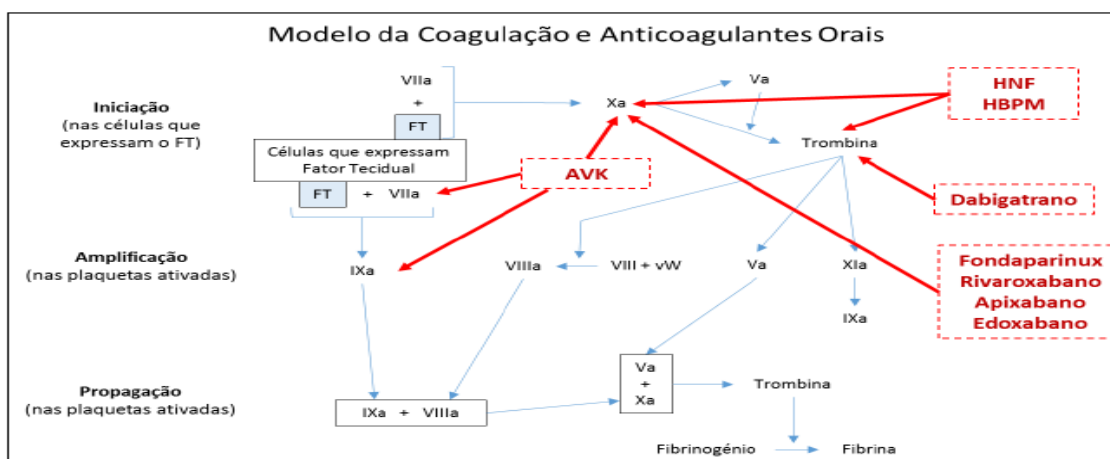 Modelo da Coagulação e Anticoagulantes Orais
Iniciação
(nas células que
expressam o FT)
VIIa
+
FT
Células que expressam
Fator Tecidual
FT + VIIa
Xa
Va
Trombina
HNF
HBPM
AVK
Dabigatrano
Amplificação
(nas plaquetas ativadas)
IXa
VIIIa
VIII + vW
Va
XIa
IXa
Fondaparinux
Rivaroxabano
Apixabano
Edoxabano
Propagação
(nas plaquetas ativadas)
IXa + VIIIa
Va
+
Xa
Trombina
Fibrinogénio
Fibrina